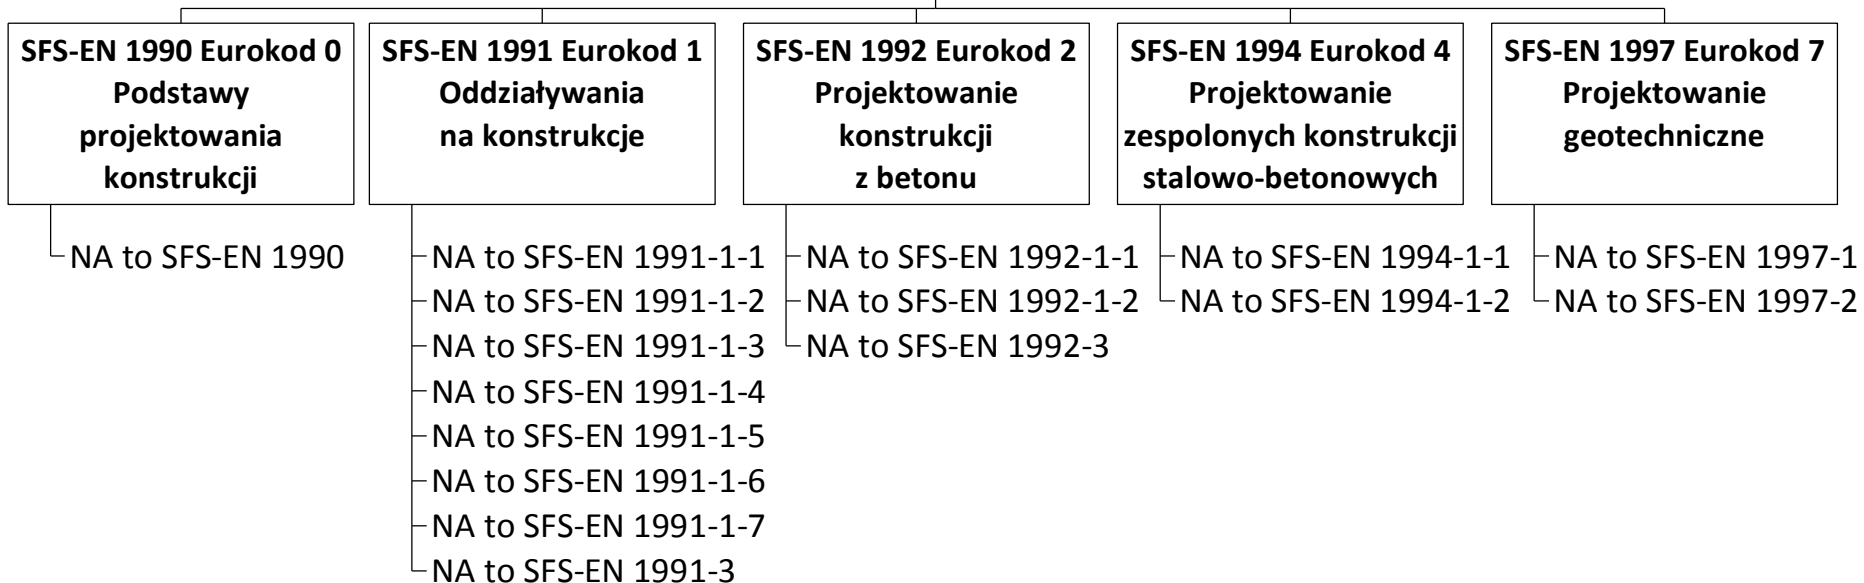 SFS-EN 1990 Eurokod 0
Podstawy
projektowania
konstrukcji
NA to SFS-EN 1990
SFS-EN 1991 Eurokod 1
Oddziaływania
na konstrukcje
NA to SFS-EN 1991-1-1
NA to SFS-EN 1991-1-2
NA to SFS-EN 1991-1-3
NA to SFS-EN 1991-1-4
NA to SFS-EN 1991-1-5
NA to SFS-EN 1991-1-6
NA to SFS-EN 1991-1-7
NA to SFS-EN 1991-3
SFS-EN 1992 Eurokod 2
Projektowanie
konstrukcji
z betonu
NA to SFS-EN 1992-1-1
NA to SFS-EN 1992-1-2
NA to SFS-EN 1992-3
SFS-EN 1994 Eurokod 4
Projektowanie
zespolonych konstrukcji
stalowo-betonowych
NA to SFS-EN 1994-1-1
NA to SFS-EN 1994-1-2
SFS-EN 1997 Eurokod 7
Projektowanie
geotechniczne
NA to SFS-EN 1997-1
NA to SFS-EN 1997-2